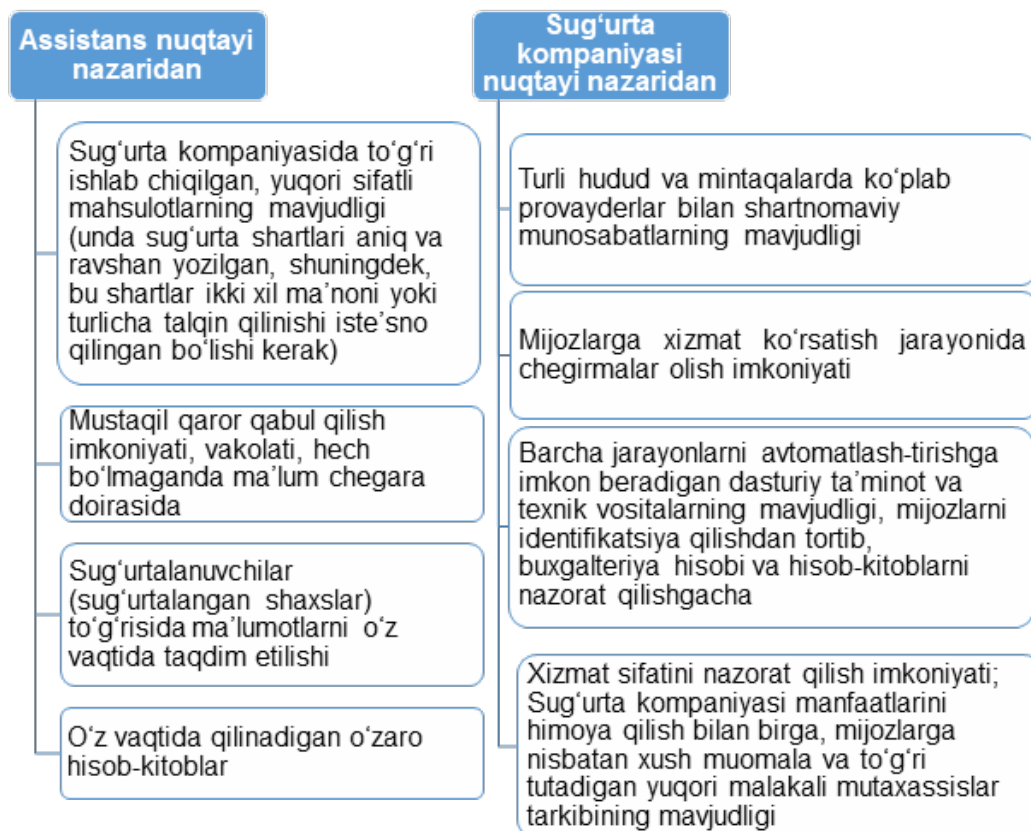 Assistans nuqtayi
nazaridan
Sug‘urtа
kompaniyasi
nuqtayi nazaridan
Sug‘urta kompaniyasida to‘g‘ri
ishlab chiqilgan, yuqori sifatli
mahsulotlarning mavjudligi
(unda sug‘urta shartlari aniq va
ravshan yozilgan, shuningdek,
bu shartlar ikki xil ma’noni yoki
turlicha talqin qilinishi iste’sno
qilingan bo‘lishi kerak)
Mustaqil qaror qabul qilish
imkoniyati, vakolati, hech
bo‘lmaganda ma’lum chegara
doirasida
Sug‘urtalanuvchilar
(sug‘urtalangan shaxslar)
to‘g‘risida ma’lumotlarni o‘z
vaqtida taqdim etilishi
O‘z vaqtida qilinadigan o‘zaro
hisob-kitoblar
Turli hudud va mintaqalarda ko‘plab
provayderlar bilan shartnomaviy
munosabatlarning mavjudligi
Mijozlarga xizmat ko‘rsatish jarayonida
chegirmalar olish imkoniyati
Barcha jarayonlarni avtomatlash-tirishga
imkon beradigan dasturiy ta’minot va
texnik vositalarning mavjudligi, mijozlarni
identifikatsiya qilishdan tortib,
buxgalteriya hisobi va hisob-kitoblarni
nazorat qilishgacha
Xizmat sifatini nazorat qilish imkoniyati;
Sug‘urta kompaniyasi manfaatlarini
himoya qilish bilan birga, mijozlarga
nisbatan xush muomala va to‘g‘ri
tutadigan yuqori malakali mutaxassislar
tarkibining mavjudligi